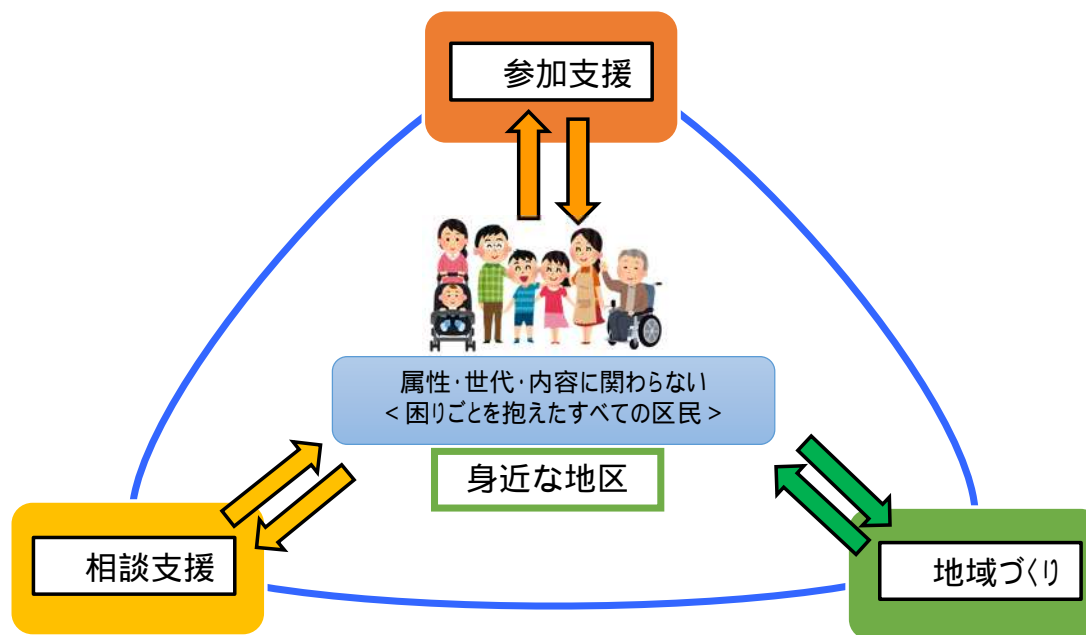 参加支援
属性・世代・内容に関わらない
<困りごとを抱えたすべての区民>
身近な地区
相談支援
地域づくり